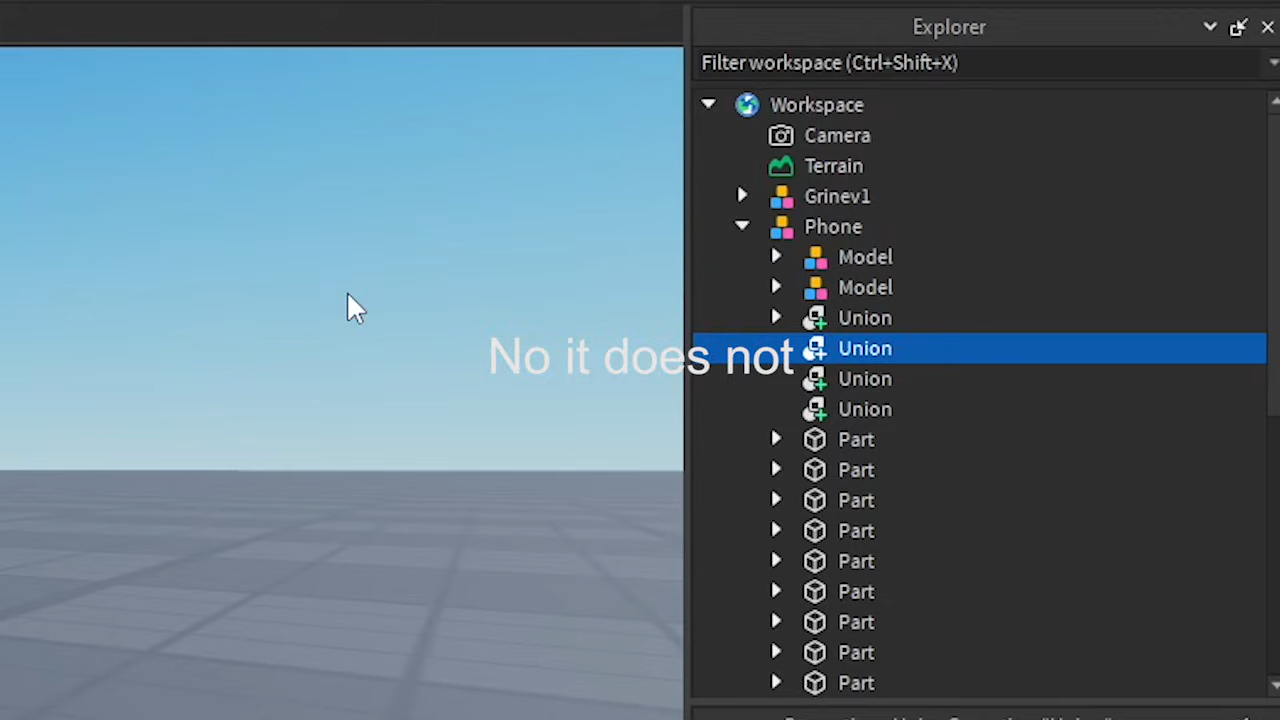 Explorer
Filter workspace (Ctrl+Shift+X)
Workspace
Camera
Terrain
Grinev1
Phone
Model
Model
Union
Union
No it does not
Union
Union
Part
Part
Part
Part
Part
Part
Part
Part
Part